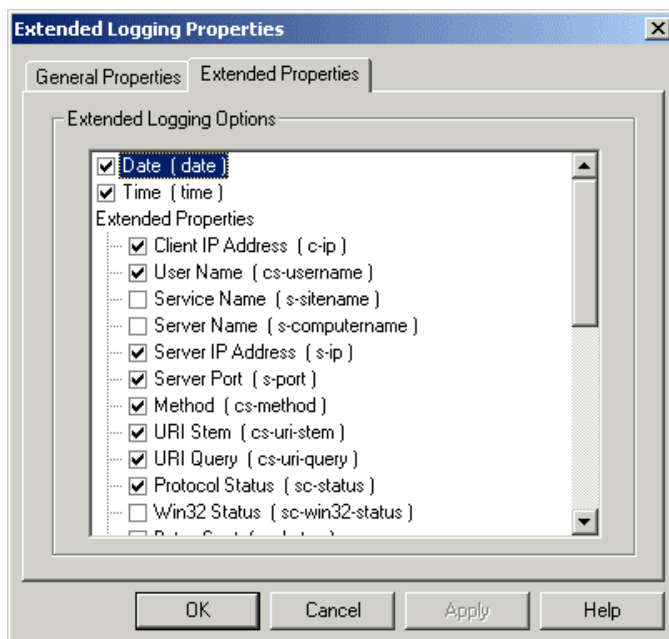 Extended Logging Properties
General Properties
Extended Properties
Extended Logging Options
Date ( date )
Time ( time )
Extended Properties
Client IP Address ( c-ip )
User Name ( cs-username )
Service Name ( s-sitename )
Server Name ( s-computername )
Server IP Address ( s-ip )
Server Port ( s-port )
Method ( cs-method )
URI Stem ( cs-uri-stem )
URI Query ( cs-uri-query )
Protocol Status ( sc-status )
Win32 Status ( sc-win32-status )
OK
Cancel
Apply
Help